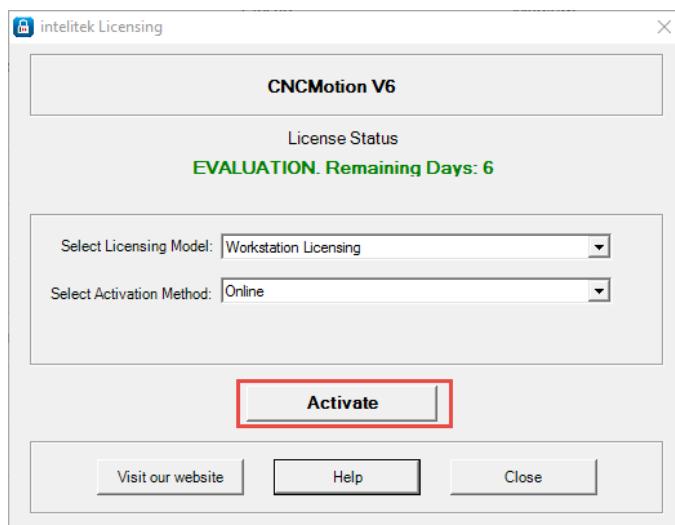 intelitek Licensing
CNCMotion V6
License Status
EVALUATION. Remaining Days: 6
Select Licensing Model: Workstation Licensing
Select Activation Method: Online
Activate
Visit our website Help Close